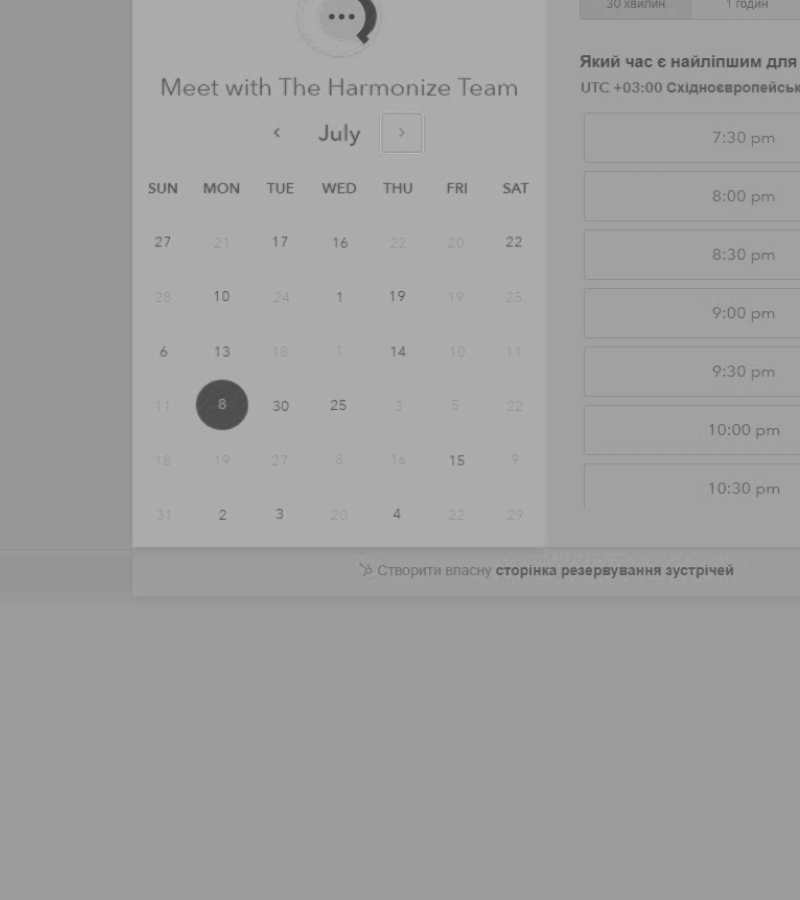 Meet with The Harmonize Team
July
SUN MON TUE WED THU FRI SAT
27 21 17 16 22 20 22
28 10 24 1 19 19 25
6 13 18 1 14 10 11
11 8 30 25 3 5 22
18 19 27 8 16 15 9
31 2 3 20 4 22 29
30 хвилин 1 годин
Який час є найліпшим для
UTC +03:00 Східноєвропейськ
7:30 pm
8:00 pm
8:30 pm
9:00 pm
9:30 pm
10:00 pm
10:30 pm
Створити власну сторінка резервування зустрічей